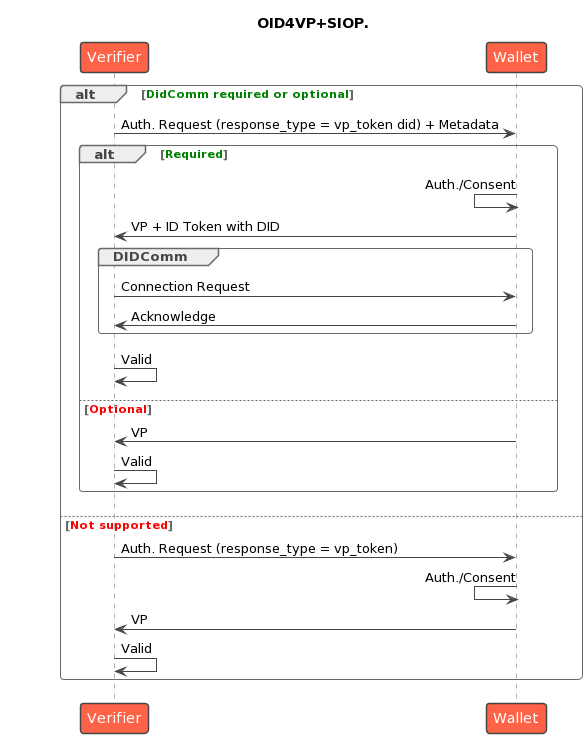 OID4VP+SIOP.
Verifier Wallet
alt [DidComm required or optional]
Auth. Request (response_type = vp_token did) + Metadata
alt [Required]
Auth./Consent
VP + ID Token with DID
DIDComm
Connection Request
Acknowledge
Valid
[Optional]
VP
Valid
[Not supported]
Auth. Request (response_type = vp_token)
Auth./Consent
VP
Valid
Verifier Wallet